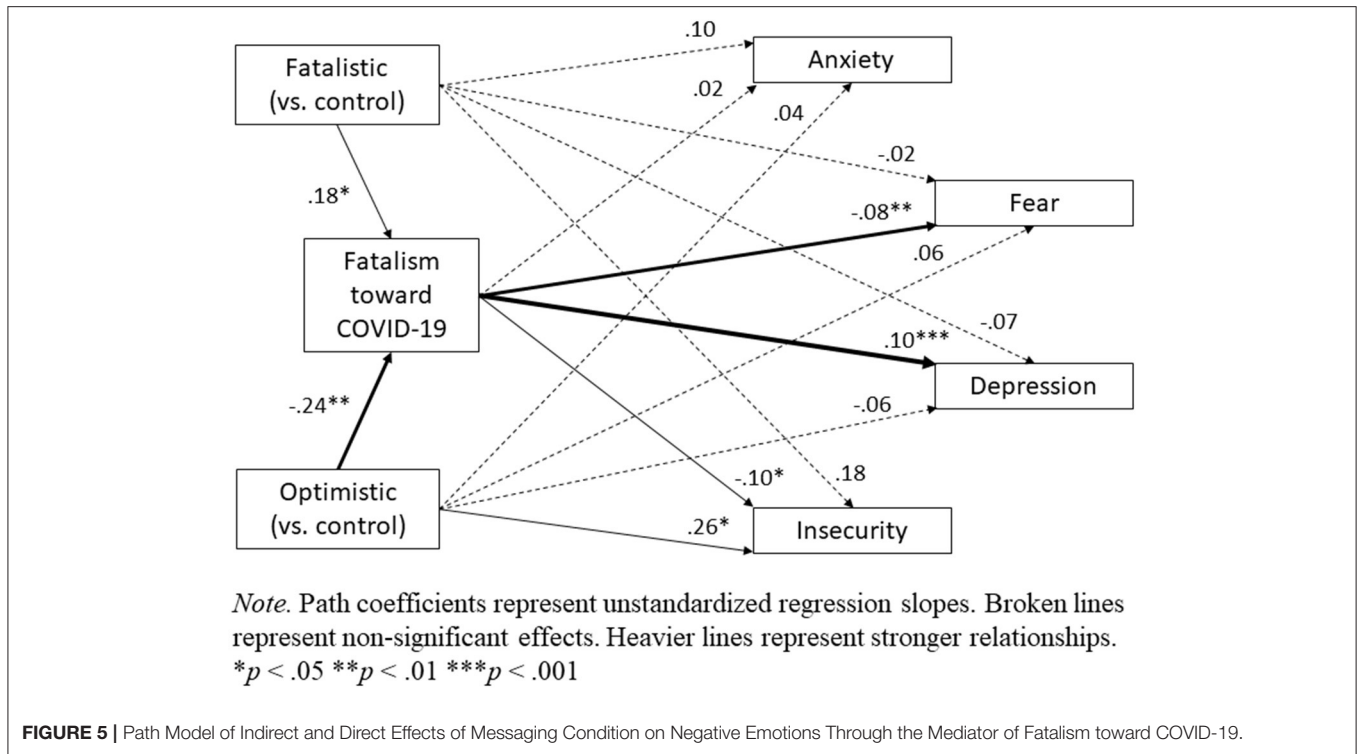 .10
Fatalistic
(vs. control)
Anxiety
.02
.04
-.02
.18*
Fear
-.08**
Fatalism
toward
COVID-19
.06
-.07
.10***
Depression
-.24**
-.06
Optimistic
(vs. control)
-.10*
.18
Insecurity
.26*
Note. Path coefficients represent unstandardized regression slopes. Broken lines
represent non-significant effects. Heavier lines represent stronger relationships.
*p < .05 **p < .01 ***p < .001
FIGURE 5 | Path Model of Indirect and Direct Effects of Messaging Condition on Negative Emotions Through the Mediator of Fatalism toward COVID-19.